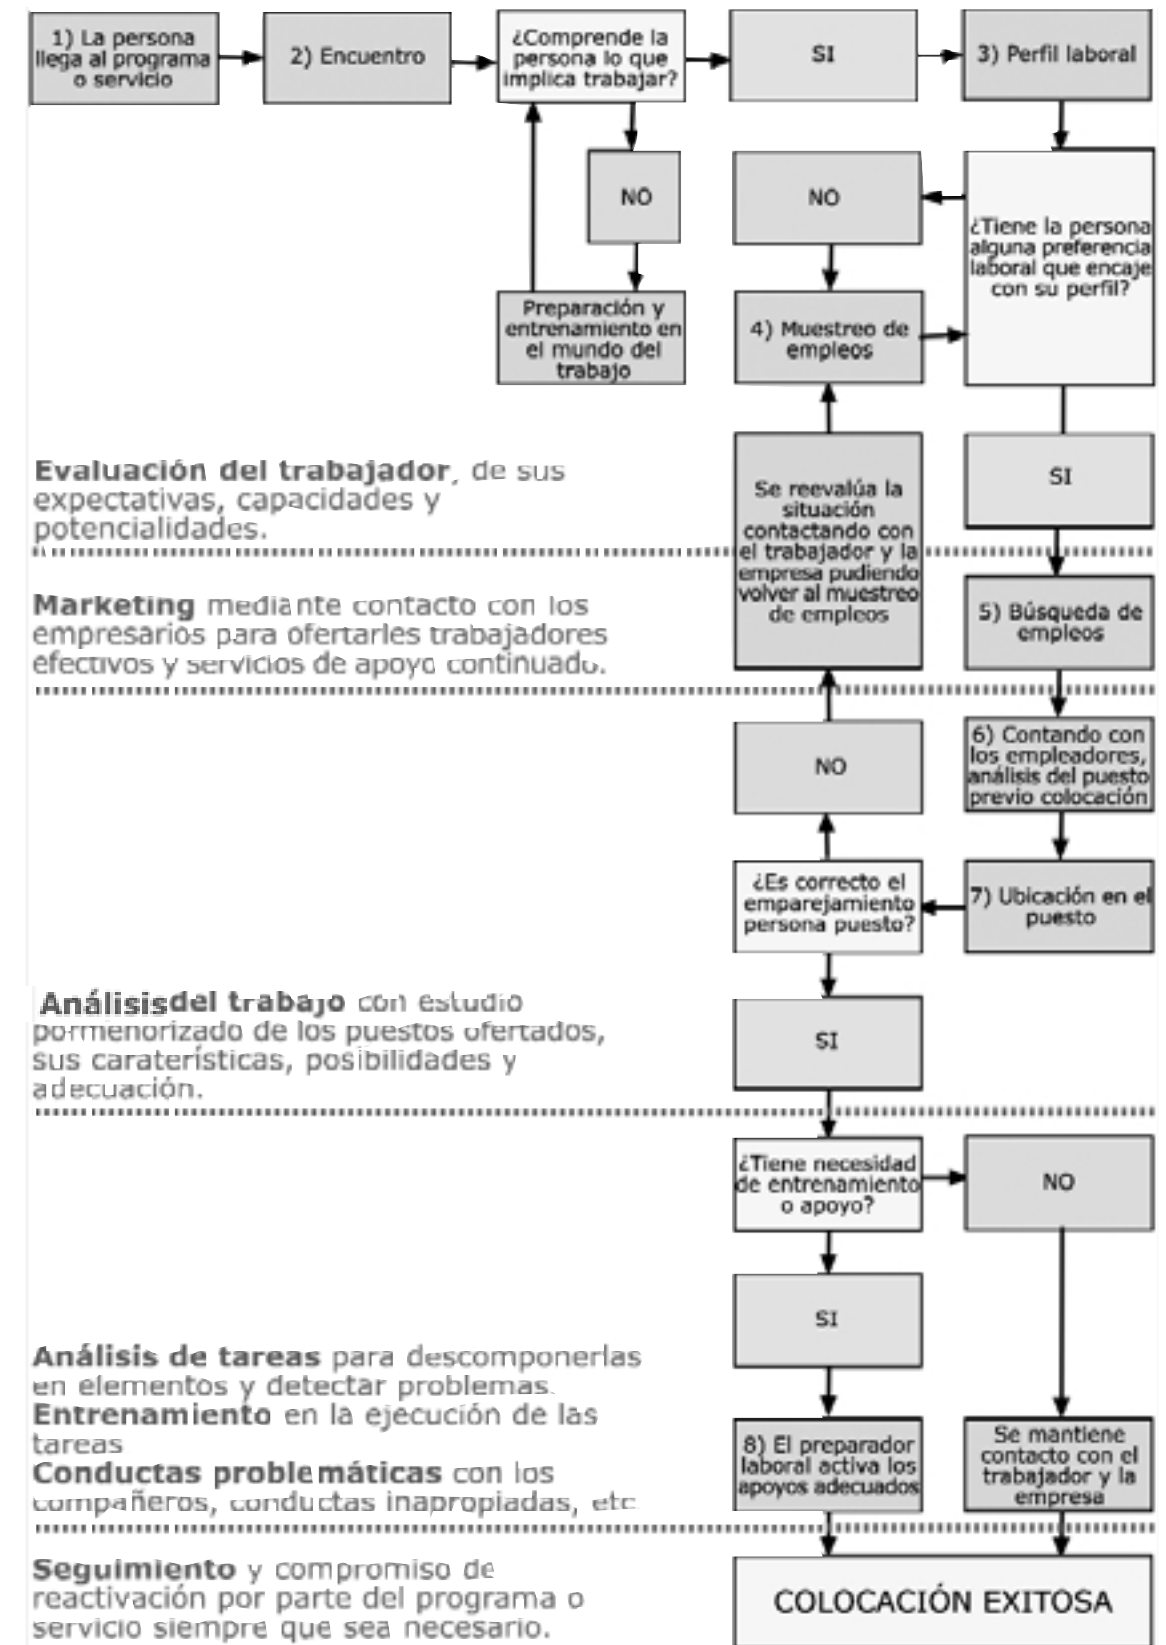 1) La persona
llega al programa
o servicio
2) Encuentro
¿Comprende la
persona lo que
implica trabajar?
SI
3) Perfil laboral
NO
NO
¿Tiene la persona
alguna preferencia
laboral que encaje
con su perfil?
Preparación y
entrenamiento en
el mundo del
trabajo
4) Muestreo de
empleos
Evaluación del trabajador, de sus
expectativas, capacidades y
potencialidades.
Se reevalúa la
situación
contactando con
el trabajador y la
empresa pudiendo
volver al muestreo
de empleos
SI
Marketing mediante contacto con los
empresarios para ofertarles trabajadores
efectivos y servicios de apoyo continuado.
5) Búsqueda de
empleos
NO
6) Contando con
los empleadores,
análisis del puesto
previo colocación
¿Es correcto el
emparejamiento
persona puesto?
7) Ubicación en el
puesto
Análisis del trabajo con estudio
pormenorizado de los puestos ofertados,
sus caraterísticas, posibilidades y
adecuación.
SI
¿Tiene necesidad
de entrenamiento
o apoyo?
NO
SI
Análisis de tareas para descomponerlas
en elementos y detectar problemas.
Entrenamiento en la ejecución de las
tareas
Conductas problemáticas con los
compañeros, conductas inapropiadas, etc
8) El preparador
laboral activa los
apoyos adecuados
Se mantiene
contacto con el
trabajador y la
empresa
Seguimiento y compromiso de
reactivación por parte del programa o
servicio siempre que sea necesario.
COLOCACIÓN EXITOSA